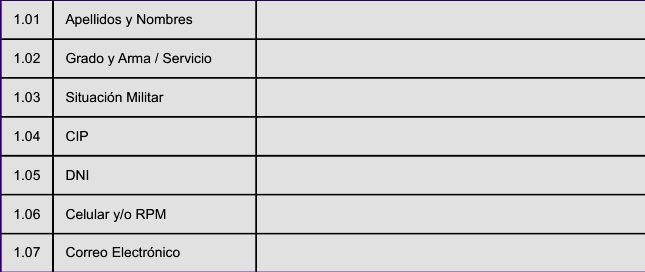 1.01 Apellidos y Nombres
1.02 Grado y Arma / Servicio
1.03 Situación Militar
1.04 CIP
1.05 DNI
1.06 Celular y/o RPM
1.07 Correo Electrónico